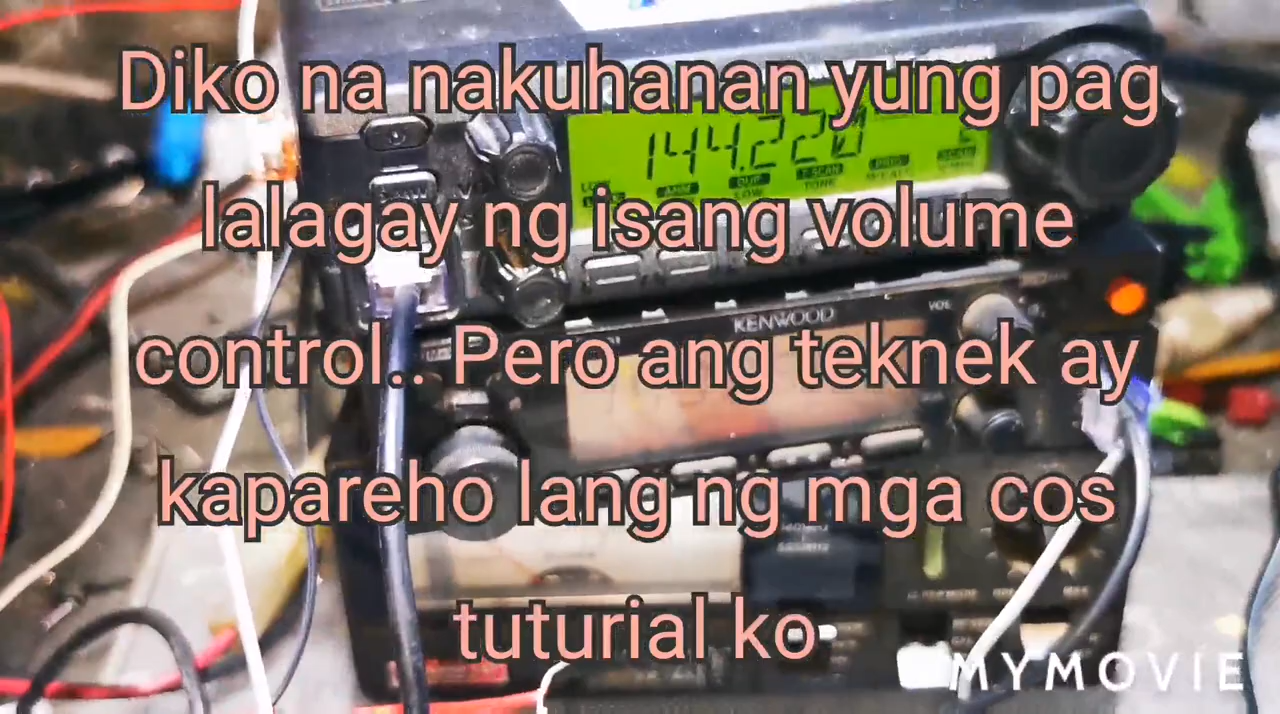 Diko na nakuhanan yung pag
lalagay ng isang volume
control.. Pero ang teknek ay
kapareho lang ng mga cos
tuturial ko
144.220
KENWOOD
VOL
MYMOVIE